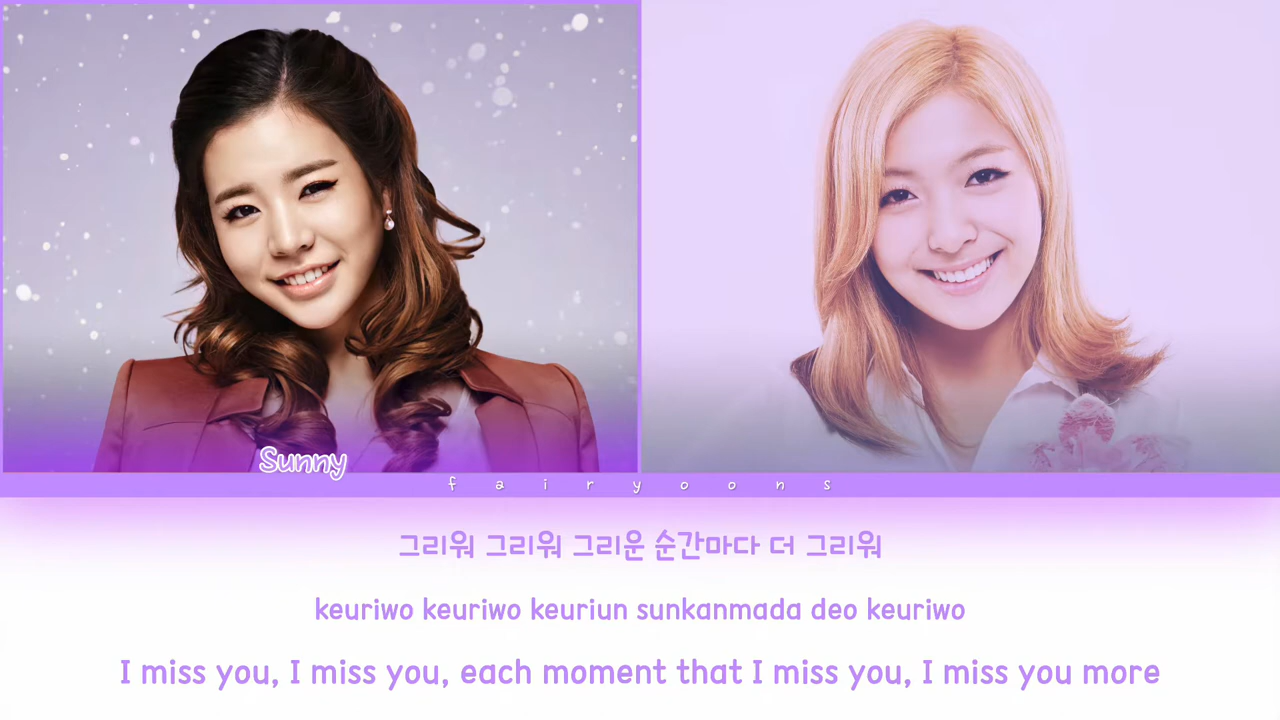 Sunny
fairyoons
그리워 그리워 그리운 순간마다 더 그리워
keuriwo keuriwo keuriun sunkanmada deo keuriwo
I miss you, I miss you, each moment that I miss you, I miss you more